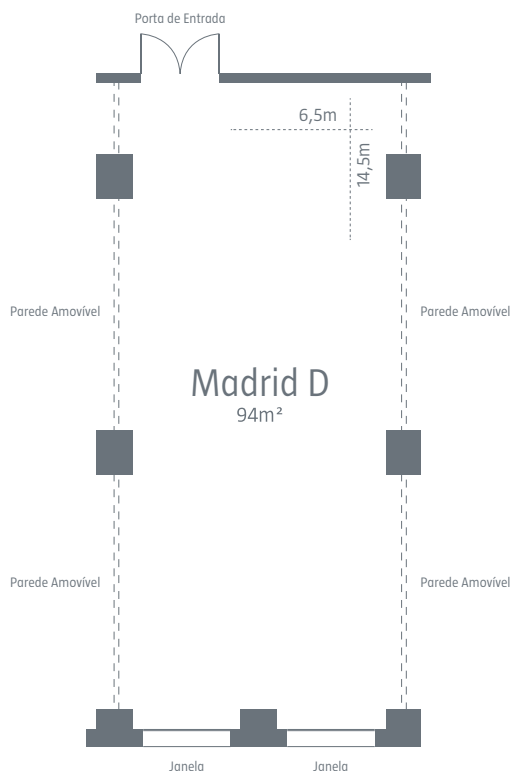 Porta de Entrada
6,5m
14,5m
Parede Amovível
Parede Amovível
Madrid D
94m²
Parede Amovível
Parede Amovível
Janela
Janela